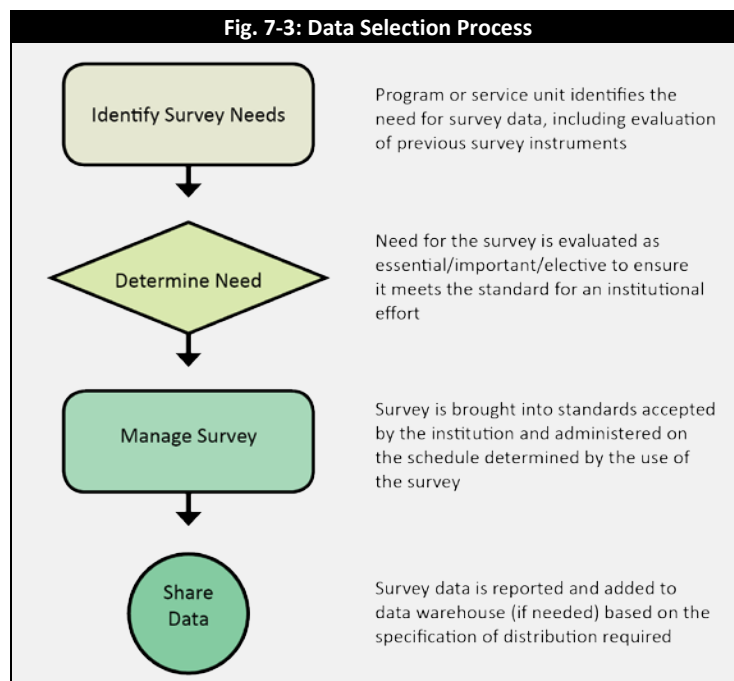 Fig. 7-3: Data Selection Process
Identify Survey Needs
Program or service unit identifies the
need for survey data, including evaluation
of previous survey instruments
Determine Need
Need for the survey is evaluated as
essential/important/elective to ensure
it meets the standard for an institutional
effort
Manage Survey
Survey is brought into standards accepted
by the institution and administered on
the schedule determined by the use of
the survey
Share
Data
Survey data is reported and added to
data warehouse (if needed) based on the
specification of distribution required